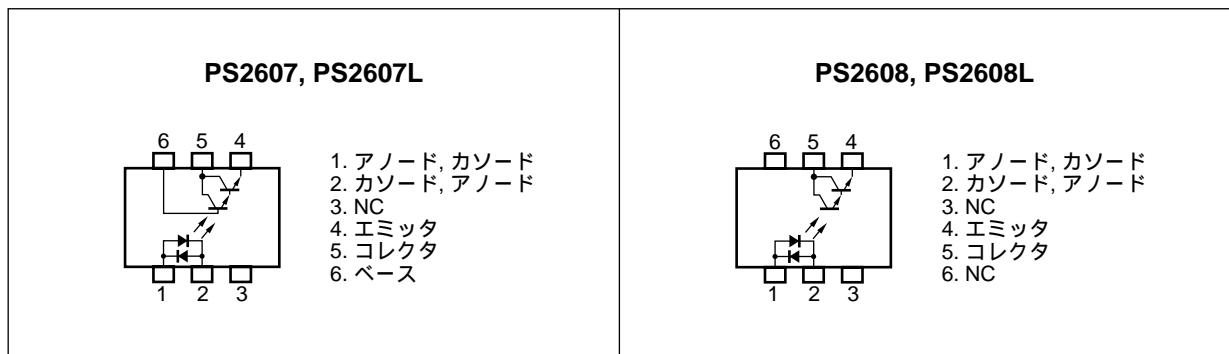 PS2607, PS2607L
6 5 4
1 2 3
1. アノード, カソード
2. カソード, アノード
3. NC
4. エミッタ
5. コレクタ
6. ベース
PS2608, PS2608L
6 5 4
1 2 3
1. アノード, カソード
2. カソード, アノード
3. NC
4. エミッタ
5. コレクタ
6. NC